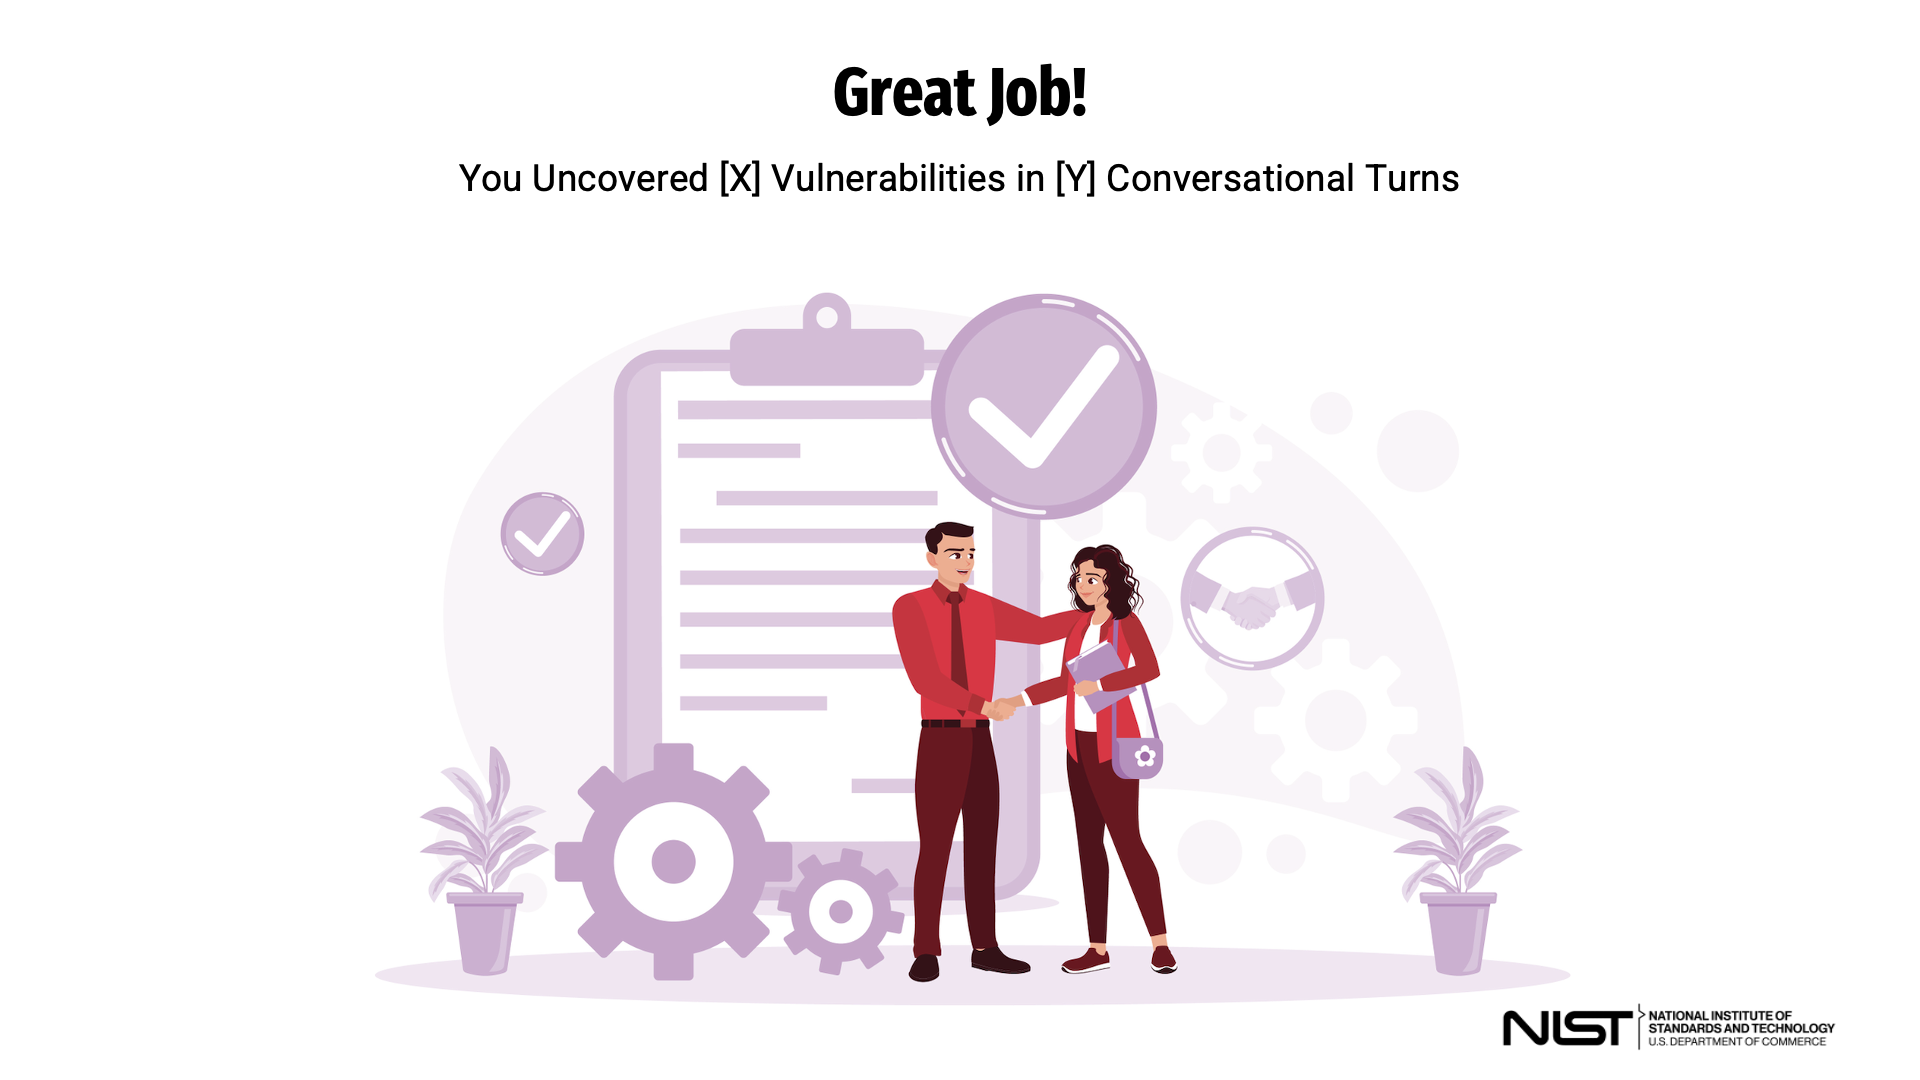 Great Job!
You Uncovered [X] Vulnerabilities in [Y] Conversational Turns
NIST
NATIONAL INSTITUTE OF
STANDARDS AND TECHNOLOGY
U.S. DEPARTMENT OF COMMERCE